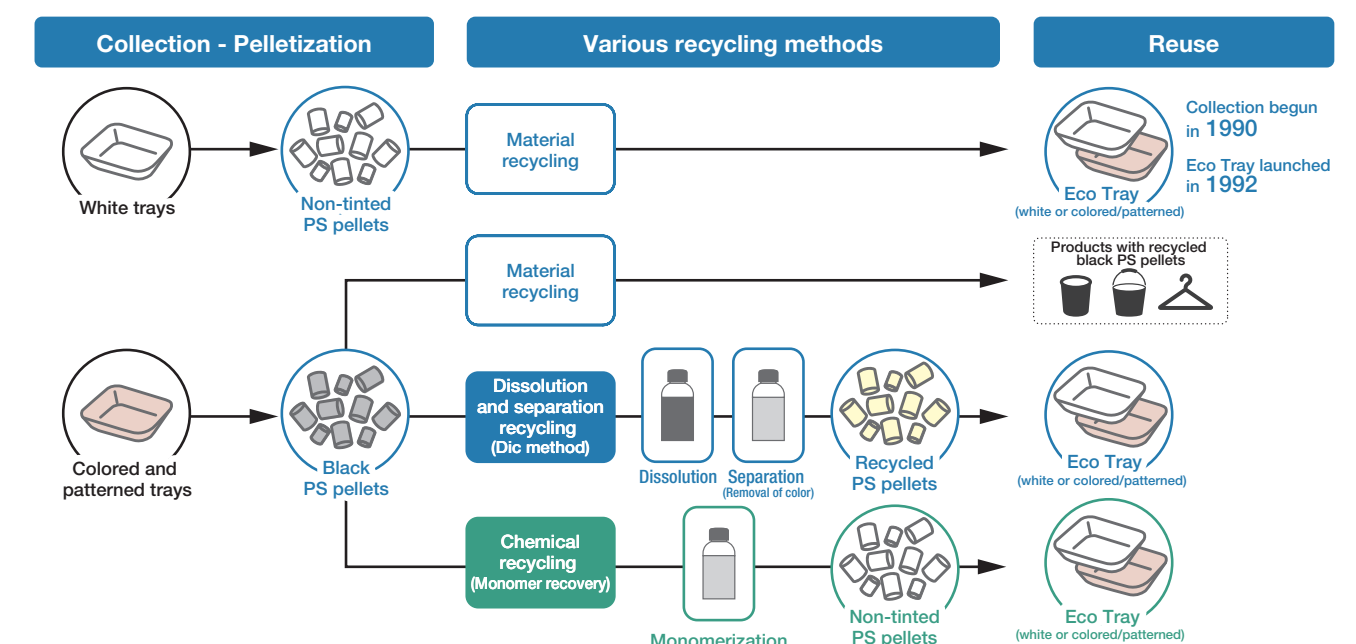 Collection - Pelletization
Various recycling methods
Reuse
White trays
Non-tinted
PS pellets
Material
recycling
Eco Tray
(white or colored/patterned)
Collection begun
in 1990
Eco Tray launched
in 1992
Material
recycling
Products with recycled
black PS pellets
Colored and
patterned trays
Black
PS pellets
Dissolution
and separation
recycling
(Dic method)
Dissolution
Separation
(Removal of color)
Recycled
PS pellets
Eco Tray
(white or colored/patterned)
Chemical
recycling
(Monomer recovery)
Monomerization
Non-tinted
PS pellets
Eco Tray
(white or colored/patterned)